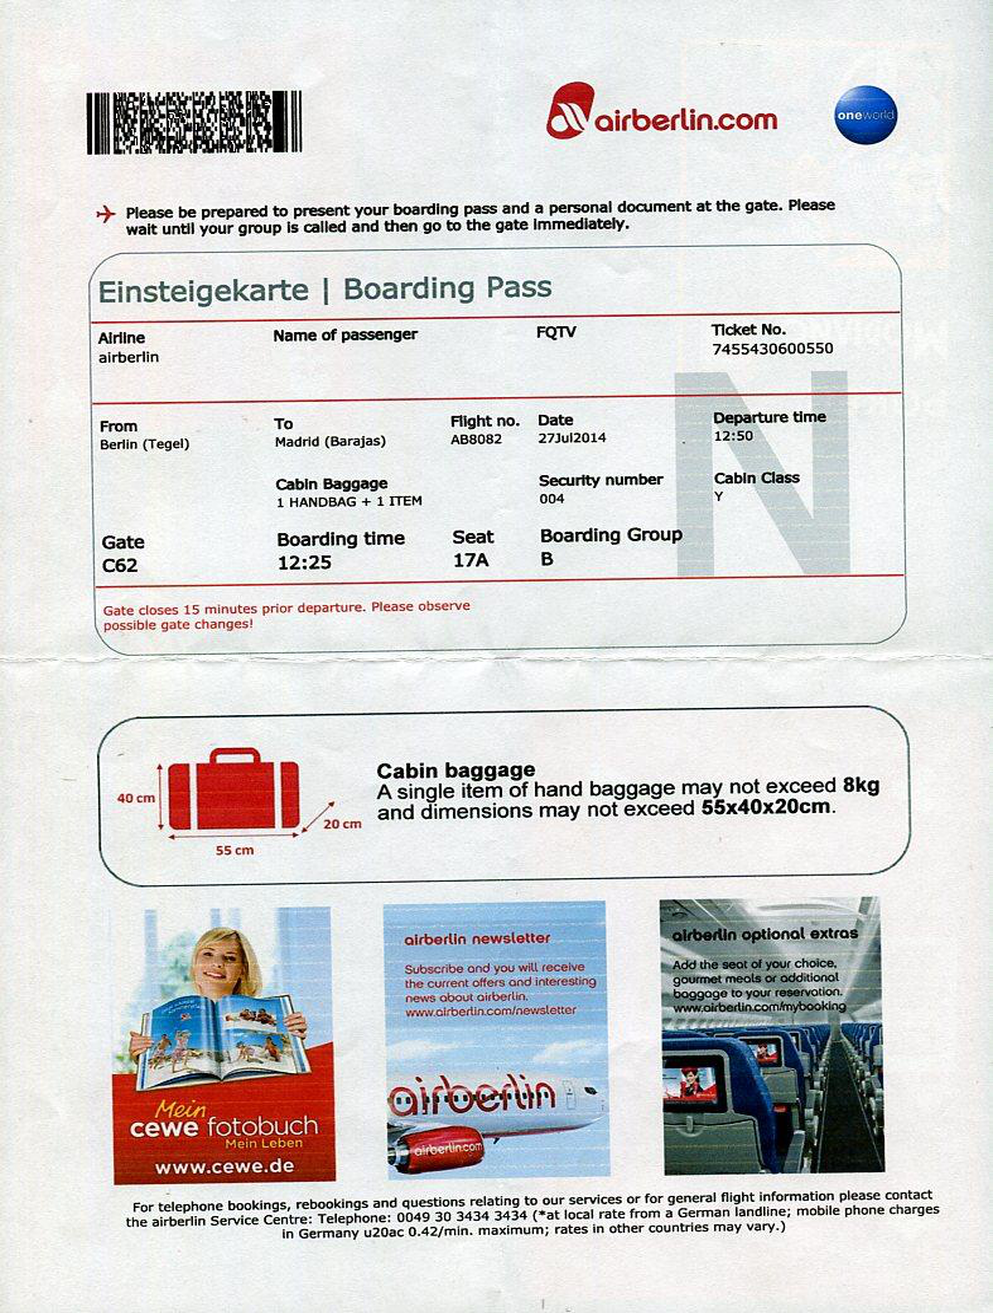 airberlin.com
oneworld
Please be prepared to present your boarding pass and a personal document at the gate. Please
wait until your group is called and then go to the gate immediately.
Einsteigekarte | Boarding Pass
Airline Name of passenger FQTV Ticket No.
airberlin 7455430600550
N
From To Flight no. Date Departure time
Berlin (Tegel) Madrid (Barajas) AB8082 27Jul2014 12:50
Cabin Baggage Security number Cabin Class
1 HANDBAG + 1 ITEM 004 Y
Gate Boarding time Seat Boarding Group
C62 12:25 17A B
Gate closes 15 minutes prior departure. Please observe
possible gate changes!
40 cm
20 cm
55 cm
Cabin baggage
A single item of hand baggage may not exceed 8kg
and dimensions may not exceed 55x40x20cm.
Mein
cewe fotobuch
Mein Leben
www.cewe.de
airberlin newsletter
Subscribe and you will receive
the current offers and interesting
news about airberlin.
www.airberlin.com/newsletter
airberlin
airberlin.com
airberlin optional extras
Add the seat of your choice,
gourmet meals or additional
baggage to your reservation.
www.airberlin.com/mybooking
For telephone bookings, rebookings and questions relating to our services or for general flight information please contact
the airberlin Service Centre: Telephone: 0049 30 3434 3434 (*at local rate from a German landline; mobile phone charges
in Germany u20ac 0.42/min. maximum; rates in other countries may vary.)